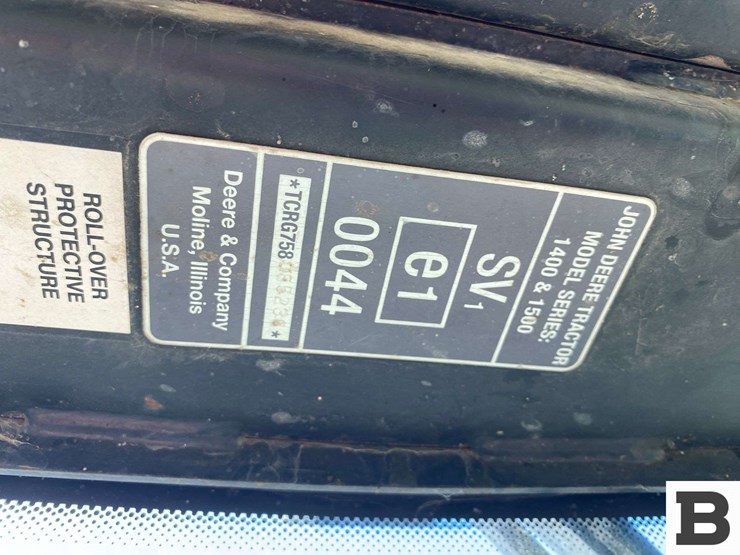 JOHN DEERE TRACTOR
MODEL SERIES:
1400 & 1500
SV1
e1
0044
*TCRG758
Deere & Company
Moline, Illinois
U.S.A.
ROLL-OVER
PROTECTIVE
STRUCTURE
B